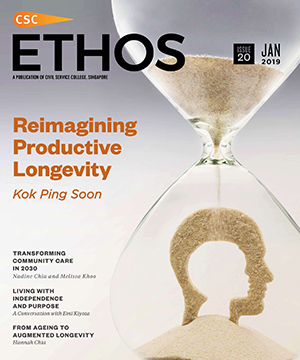 CSC
ETHOS
ISSUE
20
JAN
2019
A PUBLICATION OF CIVIL SERVICE COLLEGE, SINGAPORE
Reimagining
Productive
Longevity
Kok Ping Soon
TRANSFORMING
COMMUNITY CARE
IN 2030
Nadine Chia and Melissa Khoo
LIVING WITH
INDEPENDENCE
AND PURPOSE
A Conversation with Emi Kiyota
FROM AGEING TO
AUGMENTED LONGEVITY
Hannah Chia